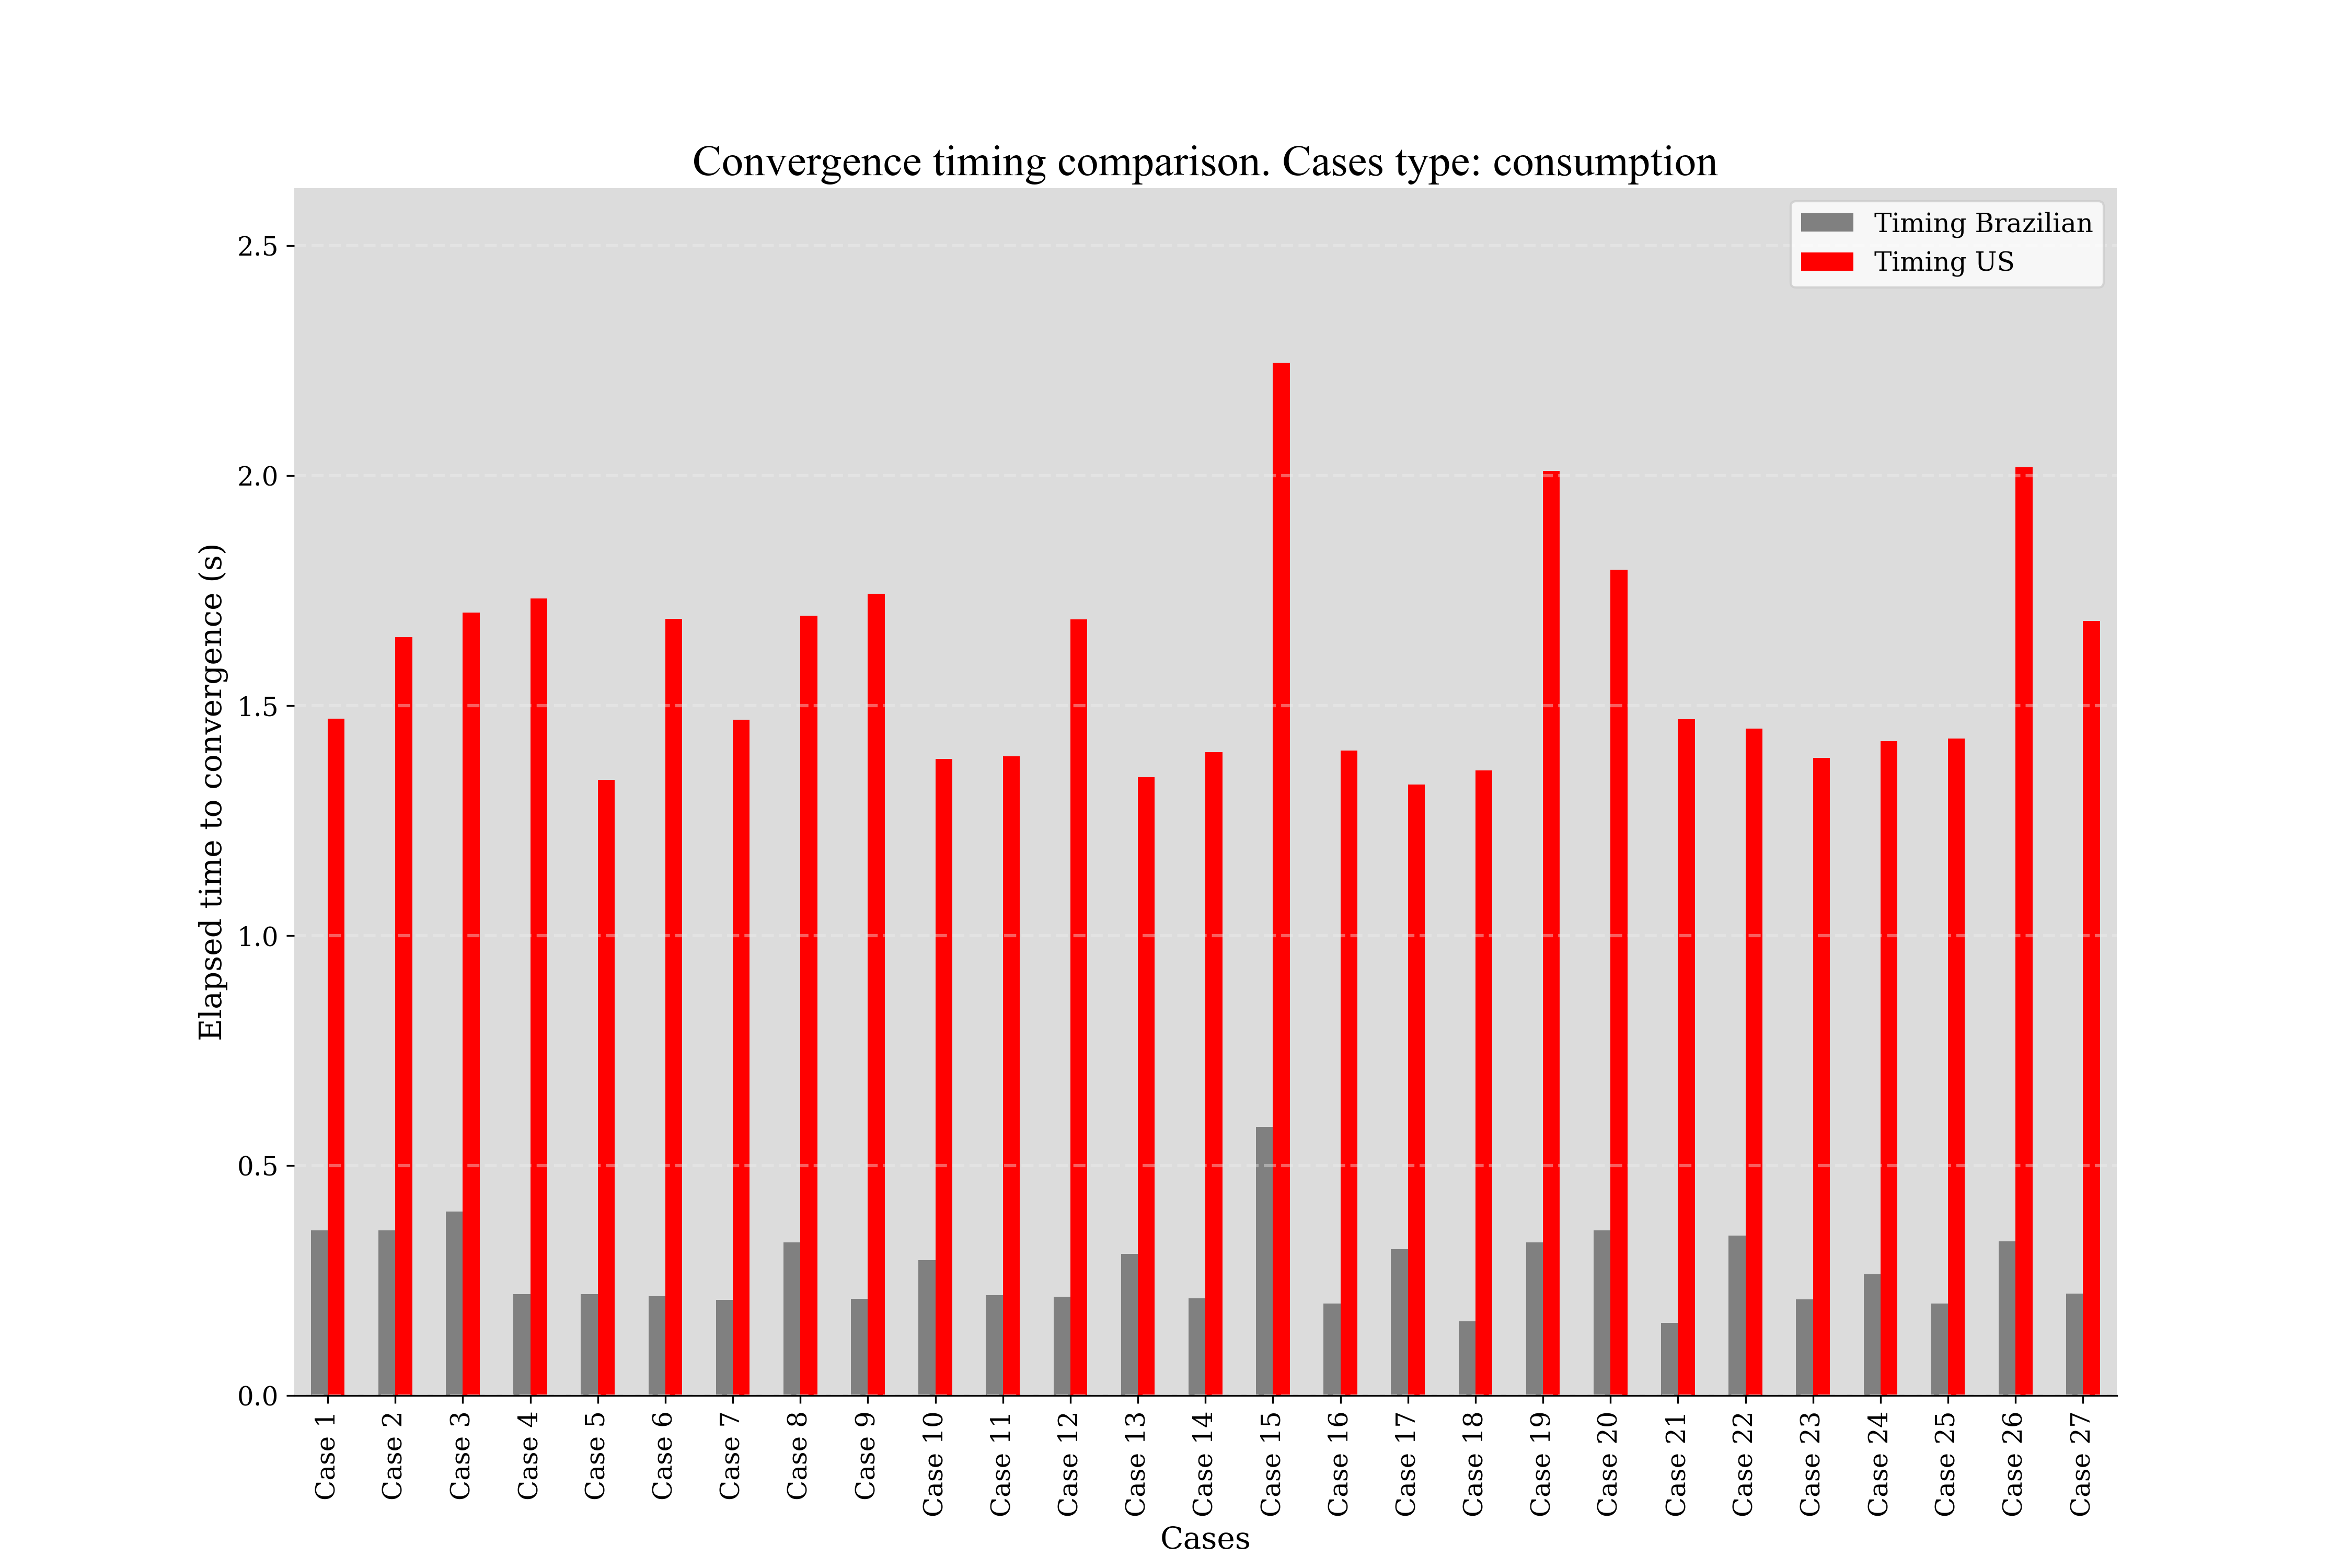 Convergence timing comparison. Cases type: consumption
Timing Brazilian
Timing US
Elapsed time to convergence (s)
2.5
2.0
1.5
1.0
0.5
0.0
Case 1
Case 2
Case 3
Case 4
Case 5
Case 6
Case 7
Case 8
Case 9
Case 10
Case 11
Case 12
Case 13
Case 14
Case 15
Case 16
Case 17
Case 18
Case 19
Case 20
Case 21
Case 22
Case 23
Case 24
Case 25
Case 26
Case 27
Cases